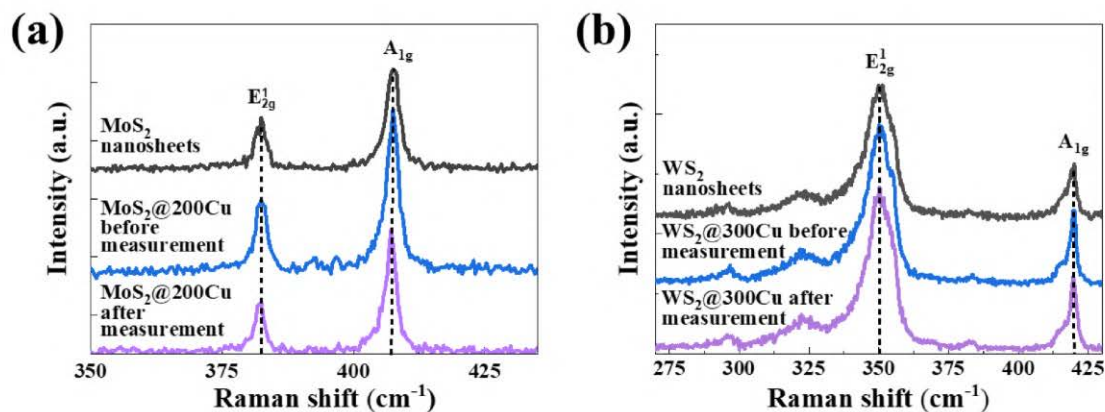 (a)
Intensity (a.u.)
E¹₂g
A₁g
MoS₂
nanosheets
MoS₂@200Cu
before
measurement
MoS₂@200Cu
after
measurement
350
375
400
425
Raman shift (cm⁻¹)
(b)
Intensity (a.u.)
E¹₂g
A₁g
WS₂
nanosheets
WS₂@300Cu before
measurement
WS₂@300Cu after
measurement
275
300
325
350
375
400
425
Raman shift (cm⁻¹)